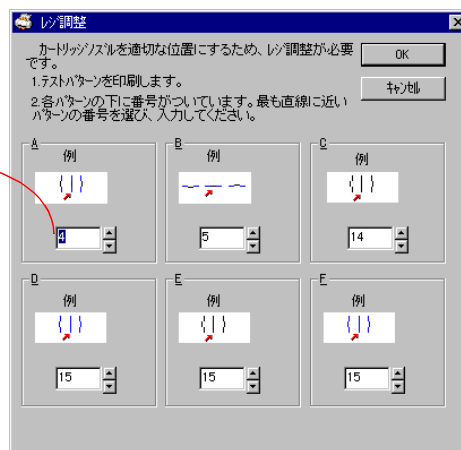 レジ調整
カートリッジノズルを適切な位置にするため、レジ調整が必要
です。
OK
1.テストパターンを印刷します。
キャンセル
2.各パターンの下に番号がついています。最も直線に近い
パターンの番号を選び、入力してください。
A
B
C
例
例
例
4
5
14
D
E
F
例
例
例
15
15
15